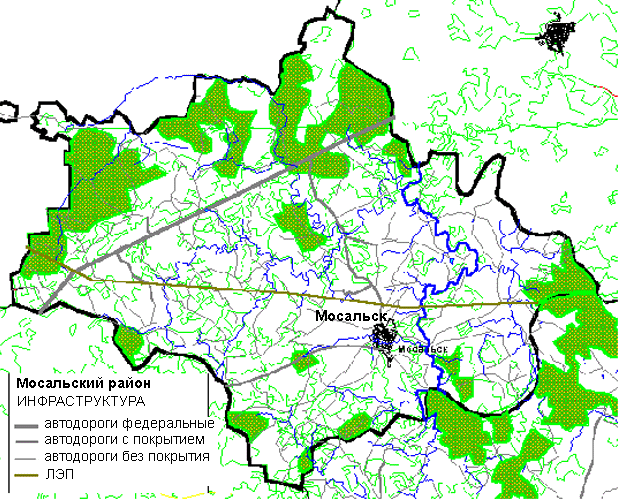 Мосальск
Мосальск
Мосальский район
ИНФРАСТРУКТУРА
автодороги федеральные
автодороги с покрытием
автодороги без покрытия
ЛЭП